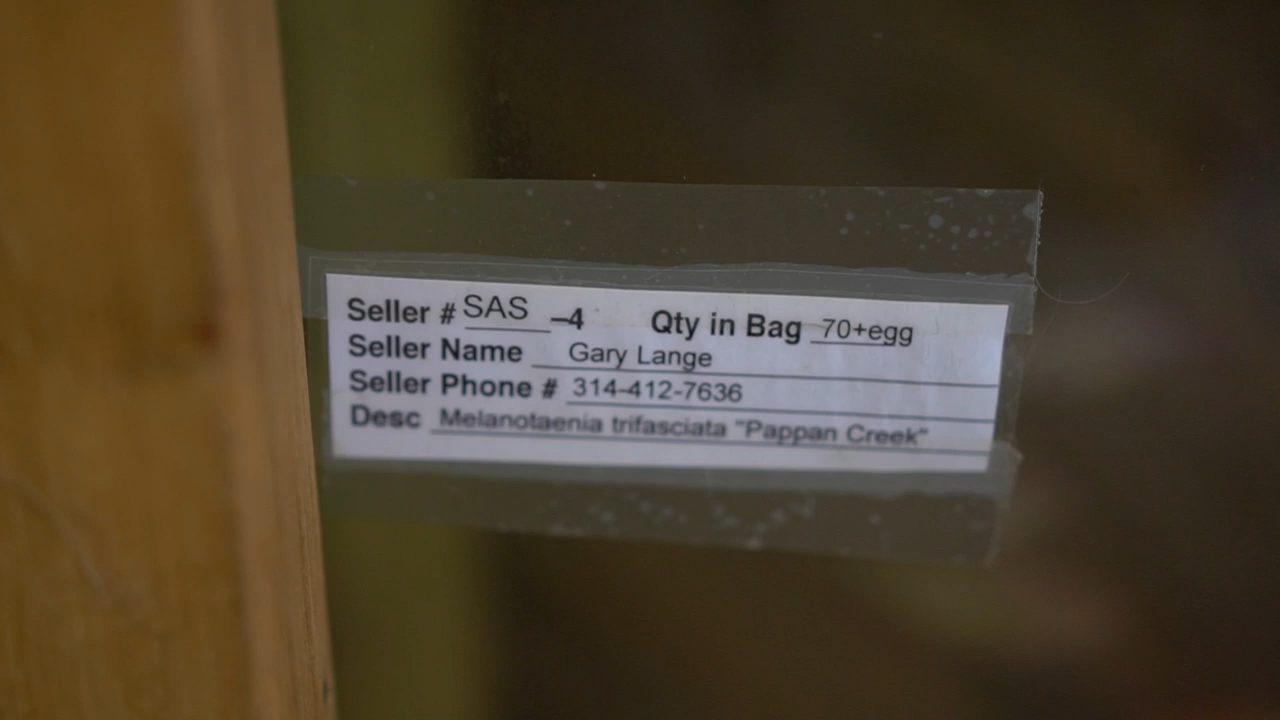 Seller # SAS –4 Qty in Bag 70+egg
Seller Name Gary Lange
Seller Phone # 314-412-7636
Desc Melanotaenia trifasciata "Pappan Creek"